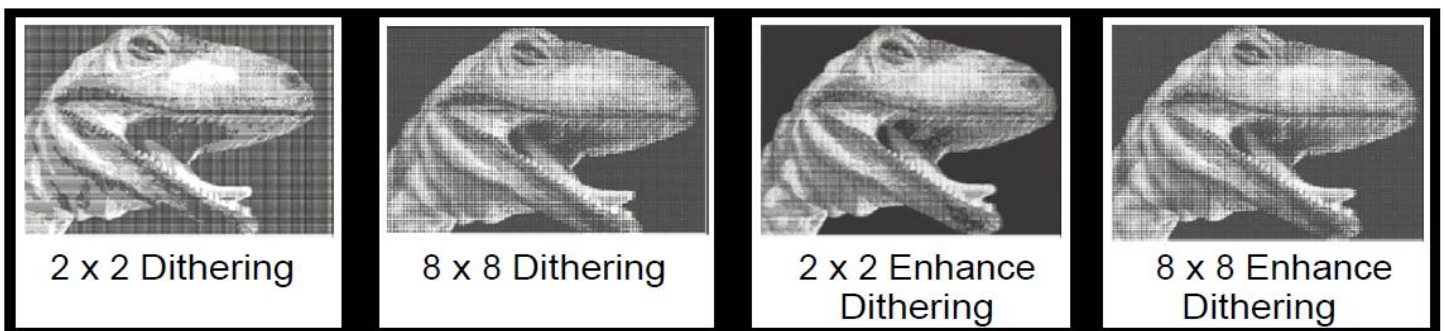 2 x 2 Dithering
8 x 8 Dithering
2 x 2 Enhance
Dithering
8 x 8 Enhance
Dithering